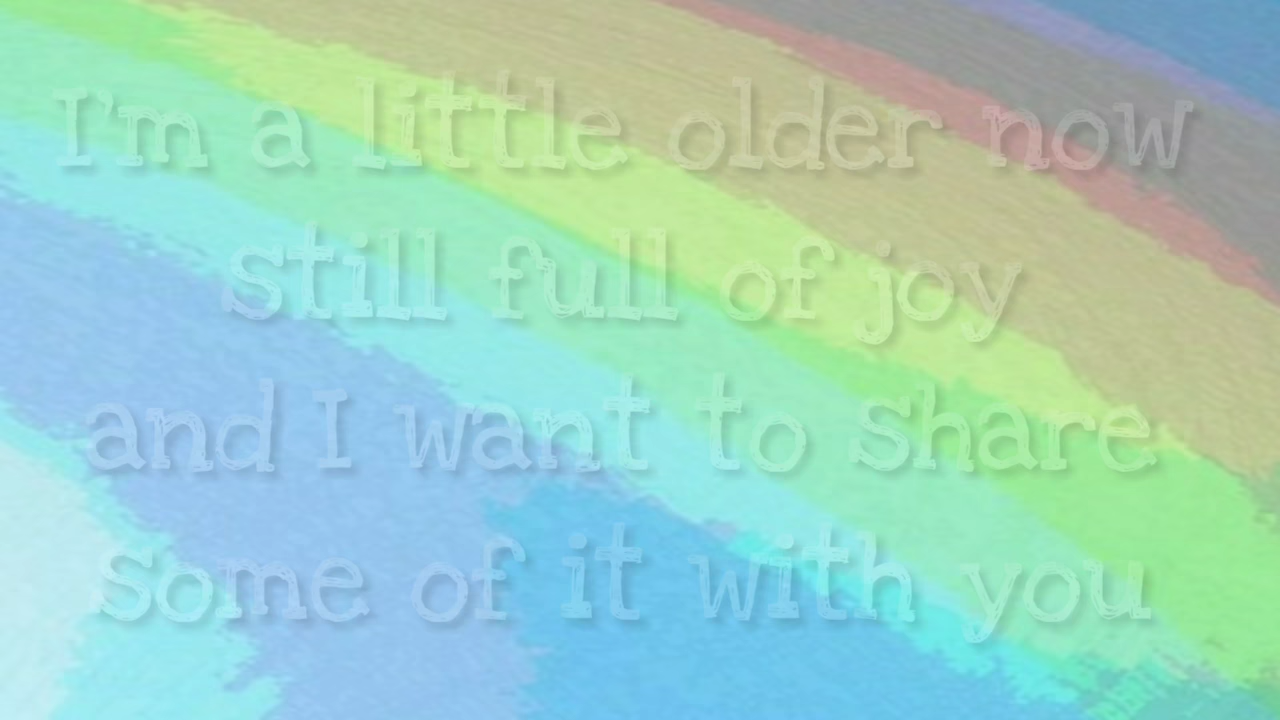 I'm a little older now
still full of joy
and I want to share
some of it with you